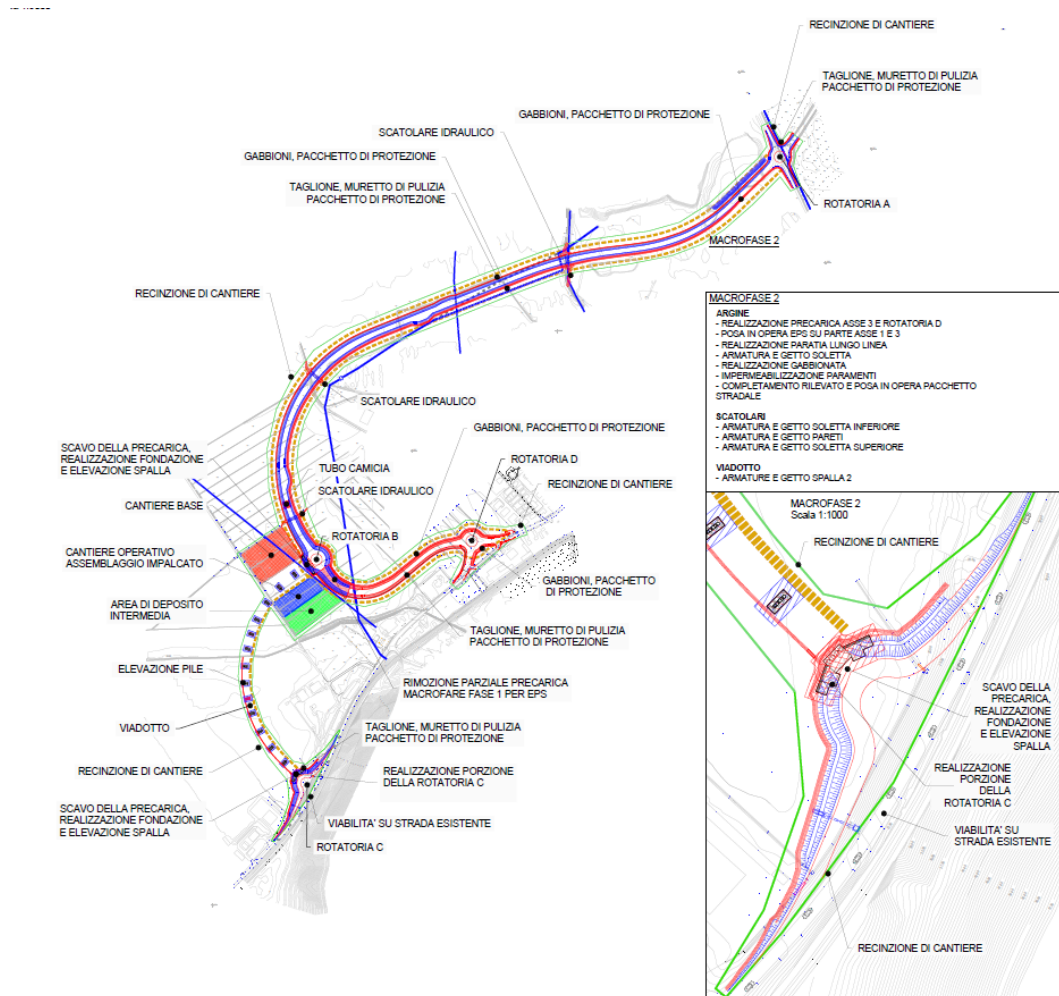 RECINZIONE DI CANTIERE
TAGLIONE, MURETTO DI PULIZIA
PACCHETTO DI PROTEZIONE
GABBIONI, PACCHETTO DI PROTEZIONE
SCATOLARE IDRAULICO
GABBIONI, PACCHETTO DI PROTEZIONE
TAGLIONE, MURETTO DI PULIZIA
PACCHETTO DI PROTEZIONE
ROTATORIA A
MACROFASE 2
RECINZIONE DI CANTIERE
SCATOLARE IDRAULICO
GABBIONI, PACCHETTO DI PROTEZIONE
SCAVO DELLA PRECARICA,
REALIZZAZIONE FONDAZIONE
E ELEVAZIONE SPALLA
TUBO CAMICIA
ROTATORIA D
RECINZIONE DI CANTIERE
SCATOLARE IDRAULICO
CANTIERE BASE
ROTATORIA B
CANTIERE OPERATIVO
ASSEMBLAGGIO IMPALCATO
GABBIONI, PACCHETTO
DI PROTEZIONE
AREA DI DEPOSITO
INTERMEDIA
TAGLIONE, MURETTO DI PULIZIA
PACCHETTO DI PROTEZIONE
ELEVAZIONE PILE
RIMOZIONE PARZIALE PRECARICA
MACROFARE FASE 1 PER EPS
VIADOTTO
TAGLIONE, MURETTO DI PULIZIA
PACCHETTO DI PROTEZIONE
RECINZIONE DI CANTIERE
REALIZZAZIONE PORZIONE
DELLA ROTATORIA C
SCAVO DELLA PRECARICA,
REALIZZAZIONE FONDAZIONE
E ELEVAZIONE SPALLA
VIABILITA' SU STRADA ESISTENTE
ROTATORIA C
MACROFASE 2
ARGINE
- REALIZZAZIONE PRECARICA ASSE 3 E ROTATORIA D
- POSA IN OPERA EPS SU PARTE ASSE 1 E 3
- REALIZZAZIONE PARATIA LUNGO LINEA
- ARMATURA E GETTO SOLETTA
- REALIZZAZIONE GABBIONATA
- IMPERMEABILIZZAZIONE PARAMENTI
- COMPLETAMENTO RILEVATO E POSA IN OPERA PACCHETTO
STRADALE
SCATOLARI
- ARMATURA E GETTO SOLETTA INFERIORE
- ARMATURA E GETTO PARETI
- ARMATURA E GETTO SOLETTA SUPERIORE
VIADOTTO
- ARMATURE E GETTO SPALLA 2
MACROFASE 2
Scala 1:1000
RECINZIONE DI CANTIERE
SCAVO DELLA
PRECARICA,
REALIZZAZIONE
FONDAZIONE
E ELEVAZIONE
SPALLA
REALIZZAZIONE
PORZIONE
DELLA
ROTATORIA C
VIABILITA' SU
STRADA ESISTENTE
RECINZIONE DI CANTIERE